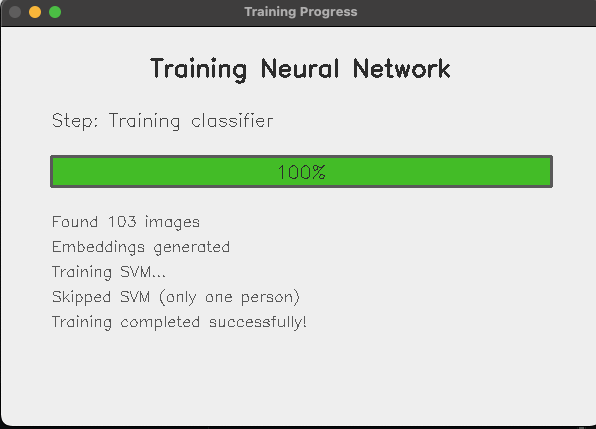 Training Progress
Training Neural Network
Step: Training classifier
100%
Found 103 images
Embeddings generated
Training SVM...
Skipped SVM (only one person)
Training completed successfully!